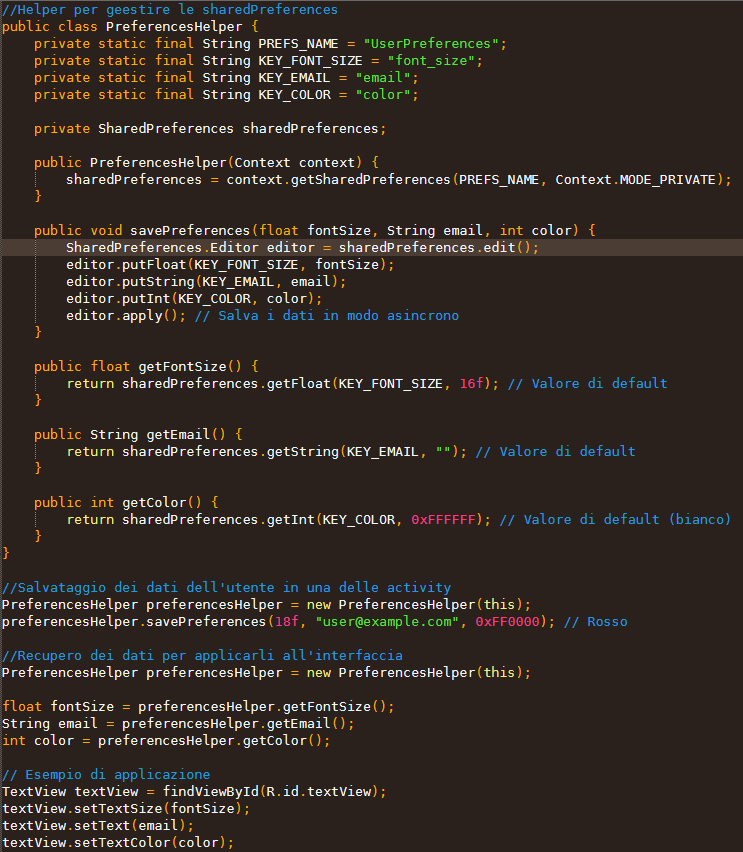 //Helper per geestire le sharedPreferences
public class PreferencesHelper {
    private static final String PREFS_NAME = "UserPreferences";
    private static final String KEY_FONT_SIZE = "font_size";
    private static final String KEY_EMAIL = "email";
    private static final String KEY_COLOR = "color";

    private SharedPreferences sharedPreferences;

    public PreferencesHelper(Context context) {
        sharedPreferences = context.getSharedPreferences(PREFS_NAME, Context.MODE_PRIVATE);
    }

    public void savePreferences(float fontSize, String email, int color) {
        SharedPreferences.Editor editor = sharedPreferences.edit();
        editor.putFloat(KEY_FONT_SIZE, fontSize);
        editor.putString(KEY_EMAIL, email);
        editor.putInt(KEY_COLOR, color);
        editor.apply(); // Salva i dati in modo asincrono
    }

    public float getFontSize() {
        return sharedPreferences.getFloat(KEY_FONT_SIZE, 16f); // Valore di default
    }

    public String getEmail() {
        return sharedPreferences.getString(KEY_EMAIL, ""); // Valore di default
    }

    public int getColor() {
        return sharedPreferences.getInt(KEY_COLOR, 0xFFFFFF); // Valore di default (bianco)
    }
}

//Salvataggio dei dati dell'utente in una delle activity
PreferencesHelper preferencesHelper = new PreferencesHelper(this);
preferencesHelper.savePreferences(18f, "user@example.com", 0xFF0000); // Rosso

//Recupero dei dati per applicarli all'interfaccia
PreferencesHelper preferencesHelper = new PreferencesHelper(this);

float fontSize = preferencesHelper.getFontSize();
String email = preferencesHelper.getEmail();
int color = preferencesHelper.getColor();

// Esempio di applicazione
TextView textView = findViewById(R.id.textView);
textView.setTextSize(fontSize);
textView.setText(email);
textView.setTextColor(color);